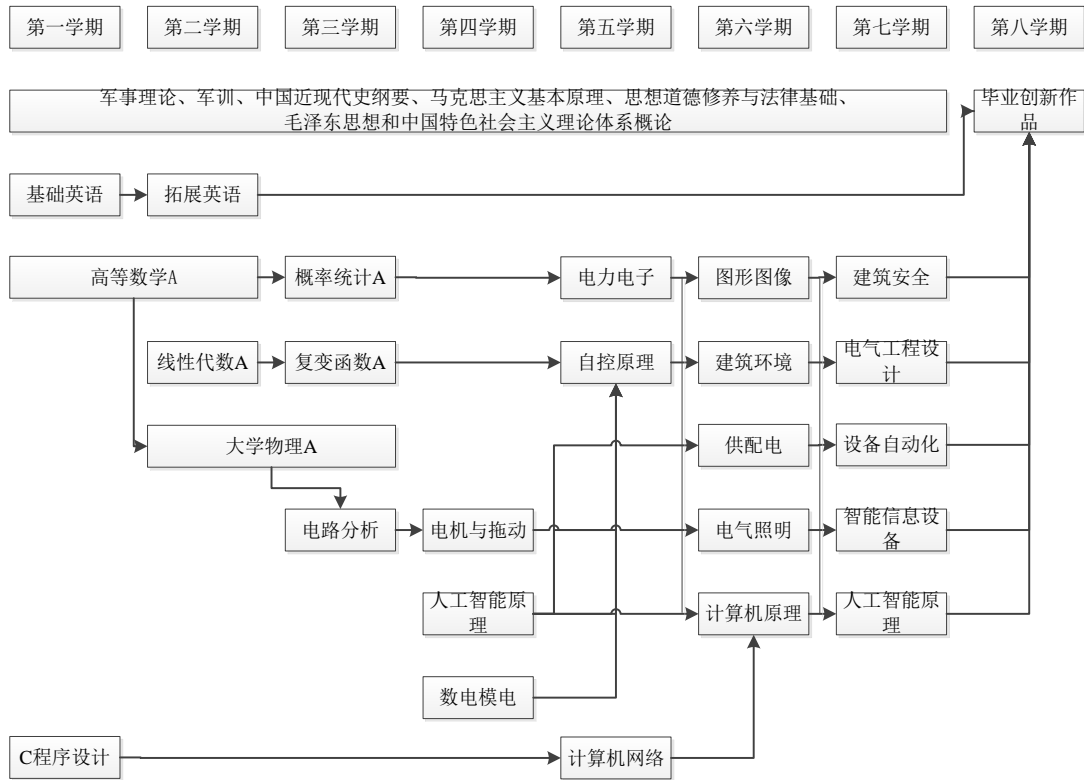 第一学期
第二学期
第三学期
第四学期
第五学期
第六学期
第七学期
第八学期
军事理论、军训、中国近现代史纲要、马克思主义基本原理、思想道德修养与法律基础、
毛泽东思想和中国特色社会主义理论体系概论
毕业创新作
品
基础英语
拓展英语
高等数学A
概率统计A
电力电子
图形图像
建筑安全
线性代数A
复变函数A
自控原理
建筑环境
电气工程设
计
大学物理A
供配电
设备自动化
电路分析
电机与拖动
电气照明
智能信息设
备
人工智能原
理
计算机原理
人工智能原
理
数电模电
C程序设计
计算机网络